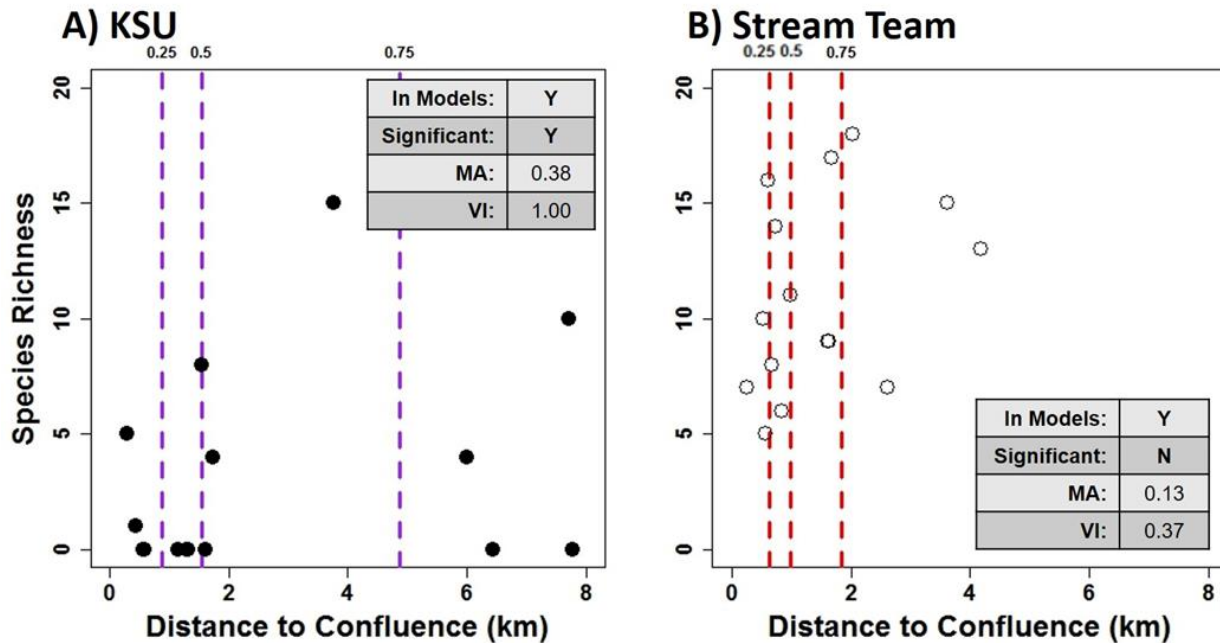 A) KSU
0.25 0.5 0.75
In Models: Y
Significant: Y
MA: 0.38
VI: 1.00
Species Richness
20
15
10
5
0
0 2 4 6 8
Distance to Confluence (km)
B) Stream Team
0.25 0.5 0.75
20
15
10
5
0
In Models: Y
Significant: N
MA: 0.13
VI: 0.37
0 2 4 6 8
Distance to Confluence (km)